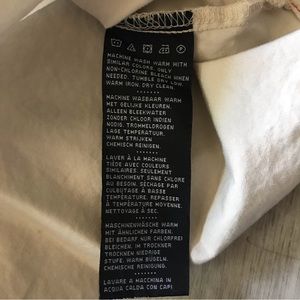 MACHINE WASH WARM WITH
SIMILAR COLORS. ONLY
NON-CHLORINE BLEACH WHEN
NEEDED. TUMBLE DRY LOW.
WARM IRON. DRY CLEAN.
MACHINE WASBAAR WARM
MET GELIJKE KLEUREN.
ALLEEN BLEEKWATER
ZONDER CHLOOR INDIEN
NODIG. TROMMELDROGEN
LAGE TEMPERATUUR.
WARM STRIJKEN
CHEMISCH REINIGEN.
LAVER À LA MACHINE
TIÈDE AVEC COULEURS
SIMILAIRES. SEULEMENT
BLANCHIMENT SANS CHLORE
AU BESOIN. SÉCHAGE PAR
CULBUTAGE À BASSE
TEMPÉRATURE. REPASSER
À TEMPÉRATURE MOYENNE.
NETTOYAGE À SEC.
MASCHINENWÄSCHE WARM
MIT ÄHNLICHEN FARBEN.
BEI BEDARF NUR CHLORFREI
BLEICHEN. IM TROCKNER
TROCKNEN NIEDRIGE
STUFE. WARM BÜGELN.
CHEMISCHE REINIGUNG.
LAVARE A MACCHINA IN
ACQUA CALDA CON CAPI